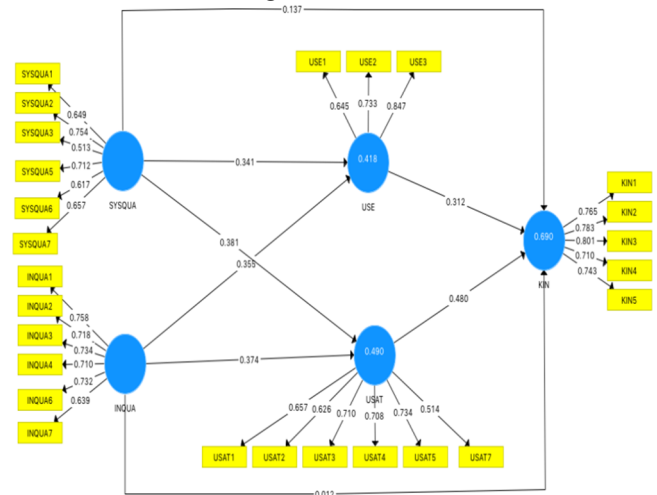 0.137
USE1 USE2 USE3
SYSQUA1
SYSQUA2
SYSQUA3
SYSQUA5
SYSQUA6
SYSQUA7
0.649
0.754
0.513
0.712
0.617
0.657
0.645 0.733 0.847
SYSQUA
0.341
0.418
USE
0.312
0.381
0.355
KIN1
KIN2
KIN3
KIN4
KIN5
0.765
0.783
0.801
0.710
0.743
0.690
KIN
INQUA1
INQUA2
INQUA3
INQUA4
INQUA6
INQUA7
0.758
0.718
0.734
0.710
0.732
0.639
INQUA
0.374
0.480
0.490
USAT
0.657 0.626 0.710 0.708 0.734 0.514
USAT1 USAT2 USAT3 USAT4 USAT5 USAT7